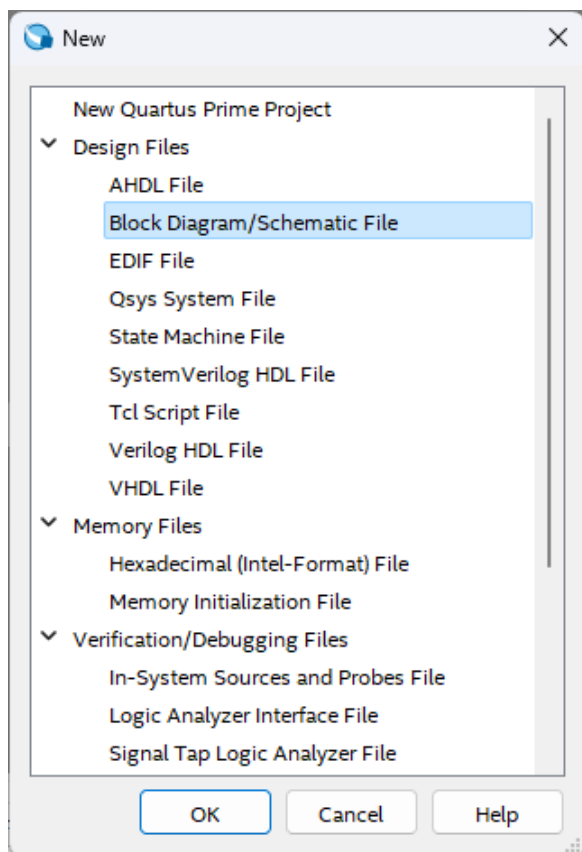 New
New Quartus Prime Project
Design Files
AHDL File
Block Diagram/Schematic File
EDIF File
Qsys System File
State Machine File
SystemVerilog HDL File
Tcl Script File
Verilog HDL File
VHDL File
Memory Files
Hexadecimal (Intel-Format) File
Memory Initialization File
Verification/Debugging Files
In-System Sources and Probes File
Logic Analyzer Interface File
Signal Tap Logic Analyzer File
OK Cancel Help